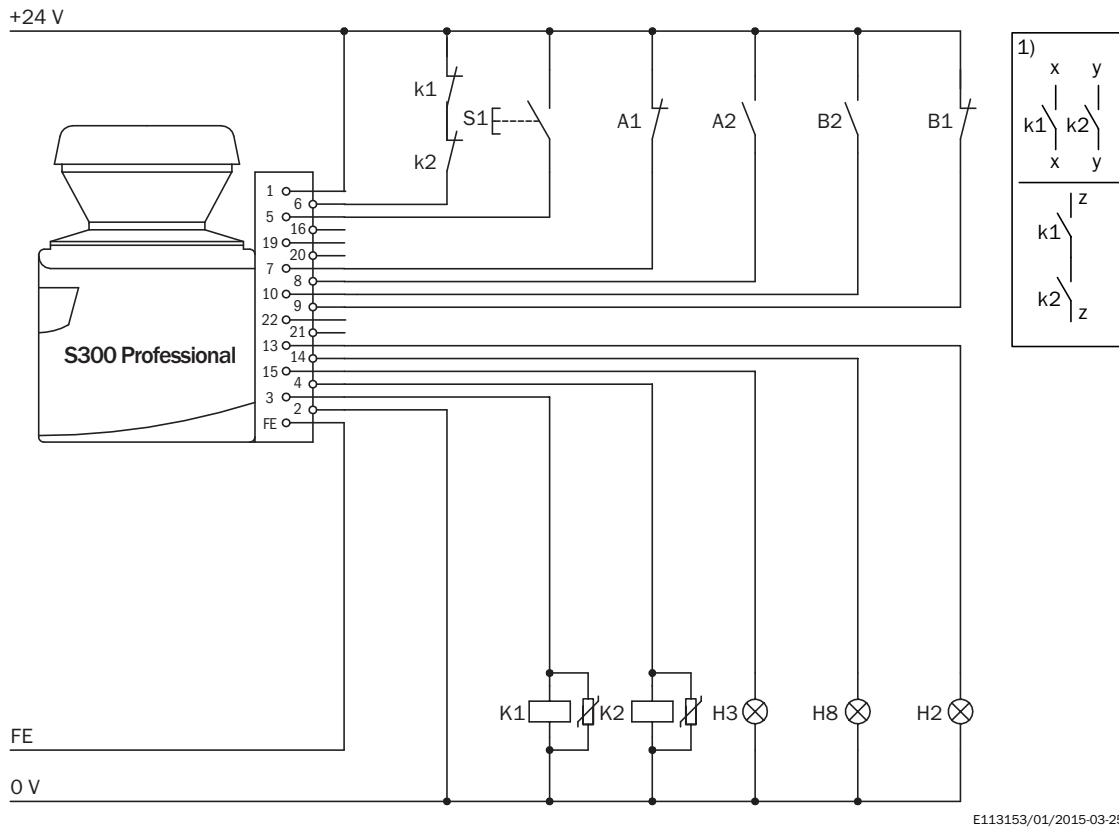 +24 V
1)
x y
k1
k1 k2
S1
A1
A2
B2
B1
k2
x y
1
6
5
16
19
20
7
8
10
9
22
21
13
14
15
4
3
2
FE
z
k1
k2
z
S300 Professional
K1
K2
H3
H8
H2
FE
0 V
E113153/01/2015-03-25